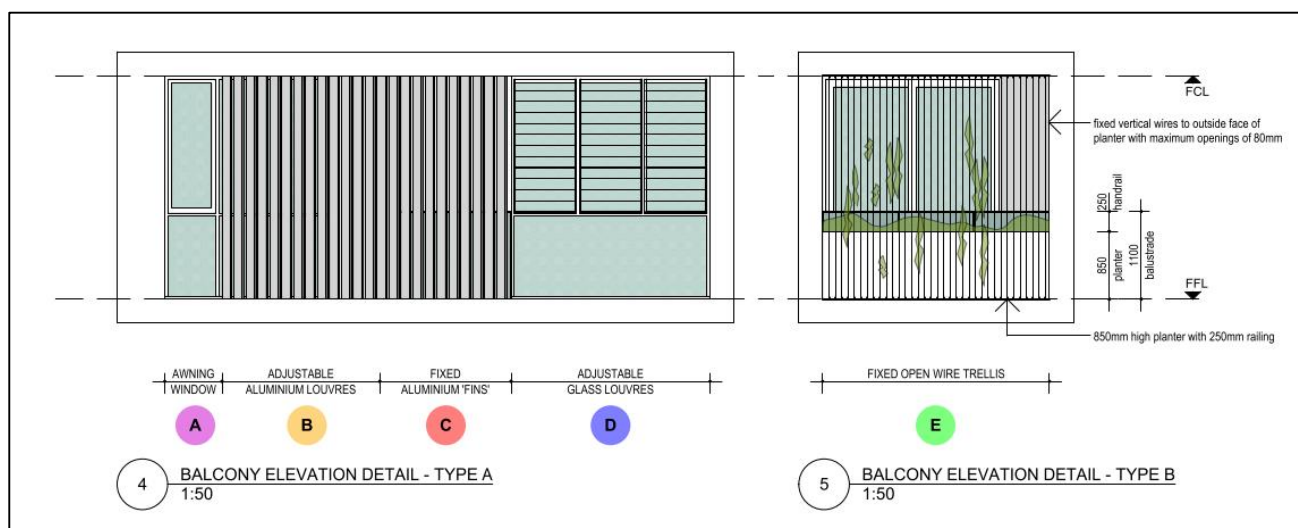 FCL
fixed vertical wires to outside face of
planter with maximum openings of 80mm
250
handrail
850
planter
1100
balustrade
FFL
850mm high planter with 250mm railing
AWNING
WINDOW
ADJUSTABLE
ALUMINIUM LOUVRES
FIXED
ALUMINIUM 'FINS'
ADJUSTABLE
GLASS LOUVRES
FIXED OPEN WIRE TRELLIS
A
B
C
D
E
4
BALCONY ELEVATION DETAIL - TYPE A
1:50
5
BALCONY ELEVATION DETAIL - TYPE B
1:50